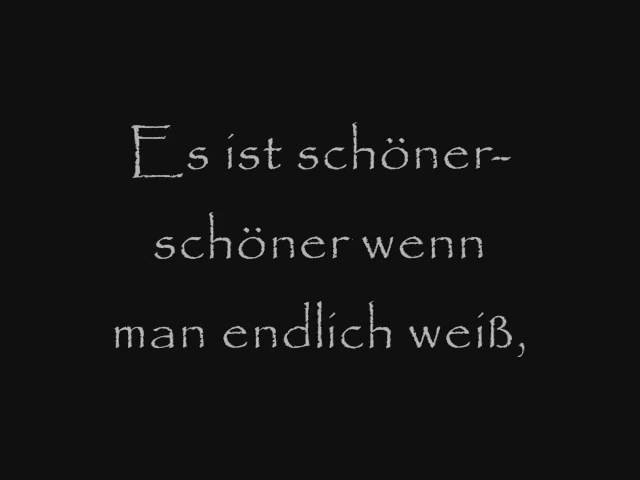 Es ist schöner-
schöner wenn
man endlich weiß,